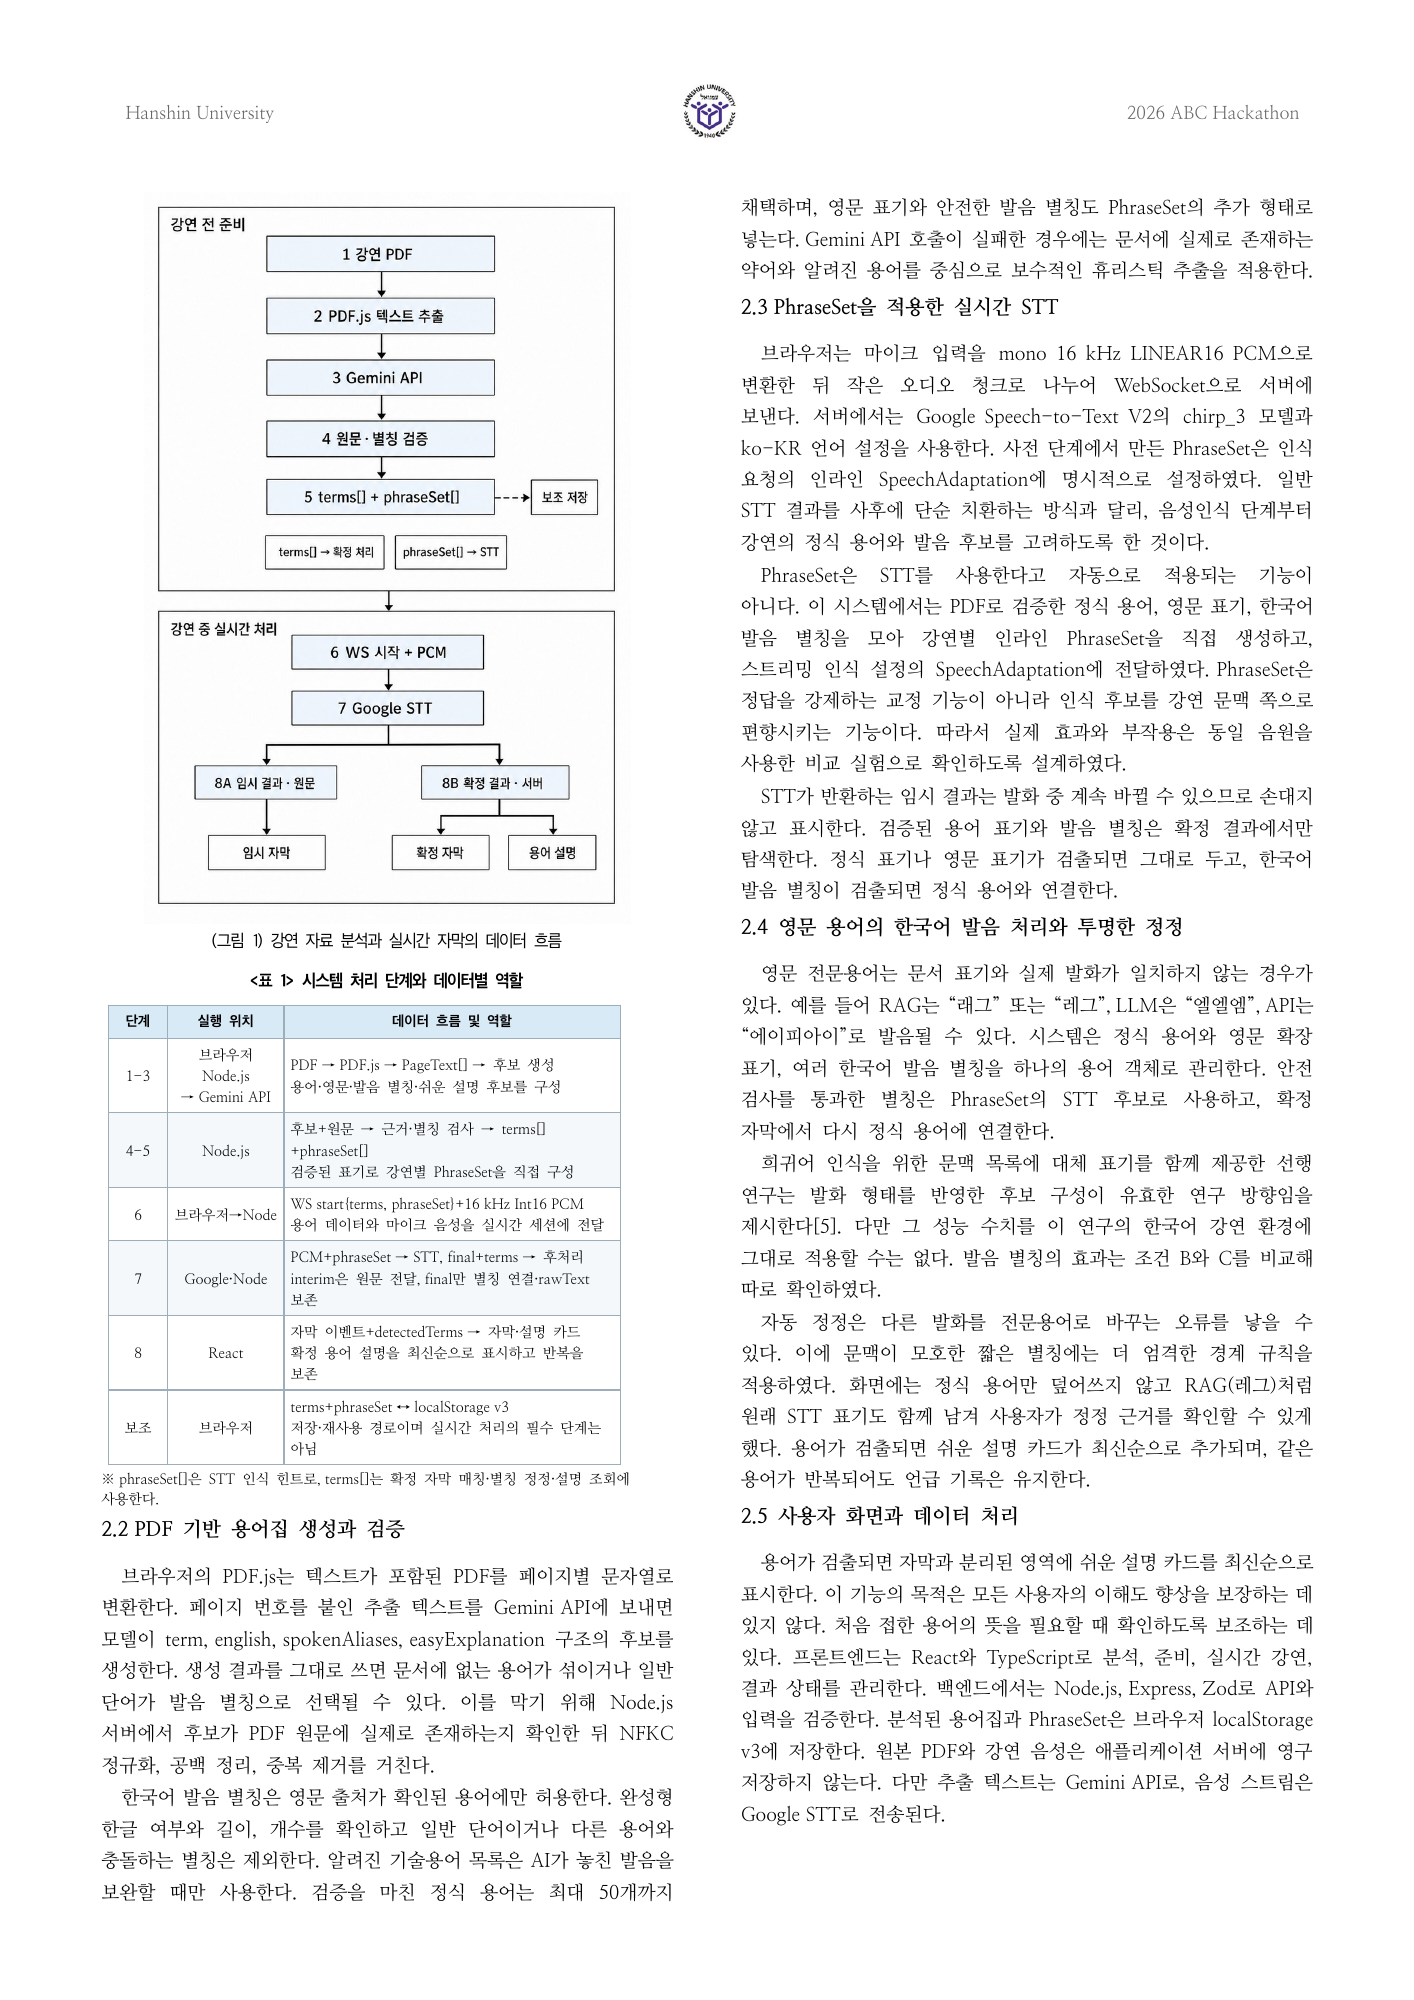 Hanshin University
HANSHIN UNIVERSITY
1940
2026 ABC Hackathon
강연 전 준비
1 강연 PDF
2 PDF.js 텍스트 추출
3 Gemini API
4 원문 · 별칭 검증
5 terms[] + phraseSet[]
보조 저장
terms[] → 확정 처리
phraseSet[] → STT
강연 중 실시간 처리
6 WS 시작 + PCM
7 Google STT
8A 임시 결과 · 원문
8B 확정 결과 · 서버
임시 자막
확정 자막
용어 설명
(그림 1) 강연 자료 분석과 실시간 자막의 데이터 흐름
<표 1> 시스템 처리 단계와 데이터별 역할
단계 실행 위치 데이터 흐름 및 역할
1-3
브라우저
Node.js
→ Gemini API
PDF → PDF.js → PageText[] → 후보 생성
용어·영문·발음 별칭·쉬운 설명 후보를 구성
4-5
Node.js
후보+원문 → 근거·별칭 검사 → terms[]
+phraseSet[]
검증된 표기로 강연별 PhraseSet을 직접 구성
6
브라우저→Node
WS start{terms, phraseSet}+16 kHz Int16 PCM
용어 데이터와 마이크 음성을 실시간 세션에 전달
7
Google·Node
PCM+phraseSet → STT, final+terms → 후처리
interim은 원문 전달, final만 별칭 연결·rawText
보존
8
React
자막 이벤트+detectedTerms → 자막·설명 카드
확정 용어 설명을 최신순으로 표시하고 반복을
보존
보조
브라우저
terms+phraseSet ↔ localStorage v3
저장·재사용 경로이며 실시간 처리의 필수 단계는
아님
※ phraseSet[]은 STT 인식 힌트로, terms[]는 확정 자막 매칭·별칭 정정·설명 조회에
사용한다.
2.2 PDF 기반 용어집 생성과 검증
브라우저의 PDF.js는 텍스트가 포함된 PDF를 페이지별 문자열로
변환한다. 페이지 번호를 붙인 추출 텍스트를 Gemini API에 보내면
모델이 term, english, spokenAliases, easyExplanation 구조의 후보를
생성한다. 생성 결과를 그대로 쓰면 문서에 없는 용어가 섞이거나 일반
단어가 발음 별칭으로 선택될 수 있다. 이를 막기 위해 Node.js
서버에서 후보가 PDF 원문에 실제로 존재하는지 확인한 뒤 NFKC
정규화, 공백 정리, 중복 제거를 거친다.
한국어 발음 별칭은 영문 출처가 확인된 용어에만 허용한다. 완성형
한글 여부와 길이, 개수를 확인하고 일반 단어이거나 다른 용어와
충돌하는 별칭은 제외한다. 알려진 기술용어 목록은 AI가 놓친 발음을
보완할 때만 사용한다. 검증을 마친 정식 용어는 최대 50개까지
채택하며, 영문 표기와 안전한 발음 별칭도 PhraseSet의 추가 형태로
넣는다. Gemini API 호출이 실패한 경우에는 문서에 실제로 존재하는
약어와 알려진 용어를 중심으로 보수적인 휴리스틱 추출을 적용한다.
2.3 PhraseSet을 적용한 실시간 STT
브라우저는 마이크 입력을 mono 16 kHz LINEAR16 PCM으로
변환한 뒤 작은 오디오 청크로 나누어 WebSocket으로 서버에
보낸다. 서버에서는 Google Speech-to-Text V2의 chirp_3 모델과
ko-KR 언어 설정을 사용한다. 사전 단계에서 만든 PhraseSet은 인식
요청의 인라인 SpeechAdaptation에 명시적으로 설정하였다. 일반
STT 결과를 사후에 단순 치환하는 방식과 달리, 음성인식 단계부터
강연의 정식 용어와 발음 후보를 고려하도록 한 것이다.
PhraseSet은 STT를 사용한다고 자동으로 적용되는 기능이
아니다. 이 시스템에서는 PDF로 검증한 정식 용어, 영문 표기, 한국어
발음 별칭을 모아 강연별 인라인 PhraseSet을 직접 생성하고,
스트리밍 인식 설정의 SpeechAdaptation에 전달하였다. PhraseSet은
정답을 강제하는 교정 기능이 아니라 인식 후보를 강연 문맥 쪽으로
편향시키는 기능이다. 따라서 실제 효과와 부작용은 동일 음원을
사용한 비교 실험으로 확인하도록 설계하였다.
STT가 반환하는 임시 결과는 발화 중 계속 바뀔 수 있으므로 손대지
않고 표시한다. 검증된 용어 표기와 발음 별칭은 확정 결과에서만
탐색한다. 정식 표기나 영문 표기가 검출되면 그대로 두고, 한국어
발음 별칭이 검출되면 정식 용어와 연결한다.
2.4 영문 용어의 한국어 발음 처리와 투명한 정정
영문 전문용어는 문서 표기와 실제 발화가 일치하지 않는 경우가
있다. 예를 들어 RAG는 “래그” 또는 “레그”, LLM은 “엘엘엠”, API는
“에이피아이”로 발음될 수 있다. 시스템은 정식 용어와 영문 확장
표기, 여러 한국어 발음 별칭을 하나의 용어 객체로 관리한다. 안전
검사를 통과한 별칭은 PhraseSet의 STT 후보로 사용하고, 확정
자막에서 다시 정식 용어에 연결한다.
희귀어 인식을 위한 문맥 목록에 대체 표기를 함께 제공한 선행
연구는 발화 형태를 반영한 후보 구성이 유효한 연구 방향임을
제시한다[5]. 다만 그 성능 수치를 이 연구의 한국어 강연 환경에
그대로 적용할 수는 없다. 발음 별칭의 효과는 조건 B와 C를 비교해
따로 확인하였다.
자동 정정은 다른 발화를 전문용어로 바꾸는 오류를 낳을 수
있다. 이에 문맥이 모호한 짧은 별칭에는 더 엄격한 경계 규칙을
적용하였다. 화면에는 정식 용어만 덮어쓰지 않고 RAG(레그)처럼
원래 STT 표기도 함께 남겨 사용자가 정정 근거를 확인할 수 있게
했다. 용어가 검출되면 쉬운 설명 카드가 최신순으로 추가되며, 같은
용어가 반복되어도 언급 기록은 유지한다.
2.5 사용자 화면과 데이터 처리
용어가 검출되면 자막과 분리된 영역에 쉬운 설명 카드를 최신순으로
표시한다. 이 기능의 목적은 모든 사용자의 이해도 향상을 보장하는 데
있지 않다. 처음 접한 용어의 뜻을 필요할 때 확인하도록 보조하는 데
있다. 프론트엔드는 React와 TypeScript로 분석, 준비, 실시간 강연,
결과 상태를 관리한다. 백엔드에서는 Node.js, Express, Zod로 API와
입력을 검증한다. 분석된 용어집과 PhraseSet은 브라우저 localStorage
v3에 저장한다. 원본 PDF와 강연 음성은 애플리케이션 서버에 영구
저장하지 않는다. 다만 추출 텍스트는 Gemini API로, 음성 스트림은
Google STT로 전송된다.